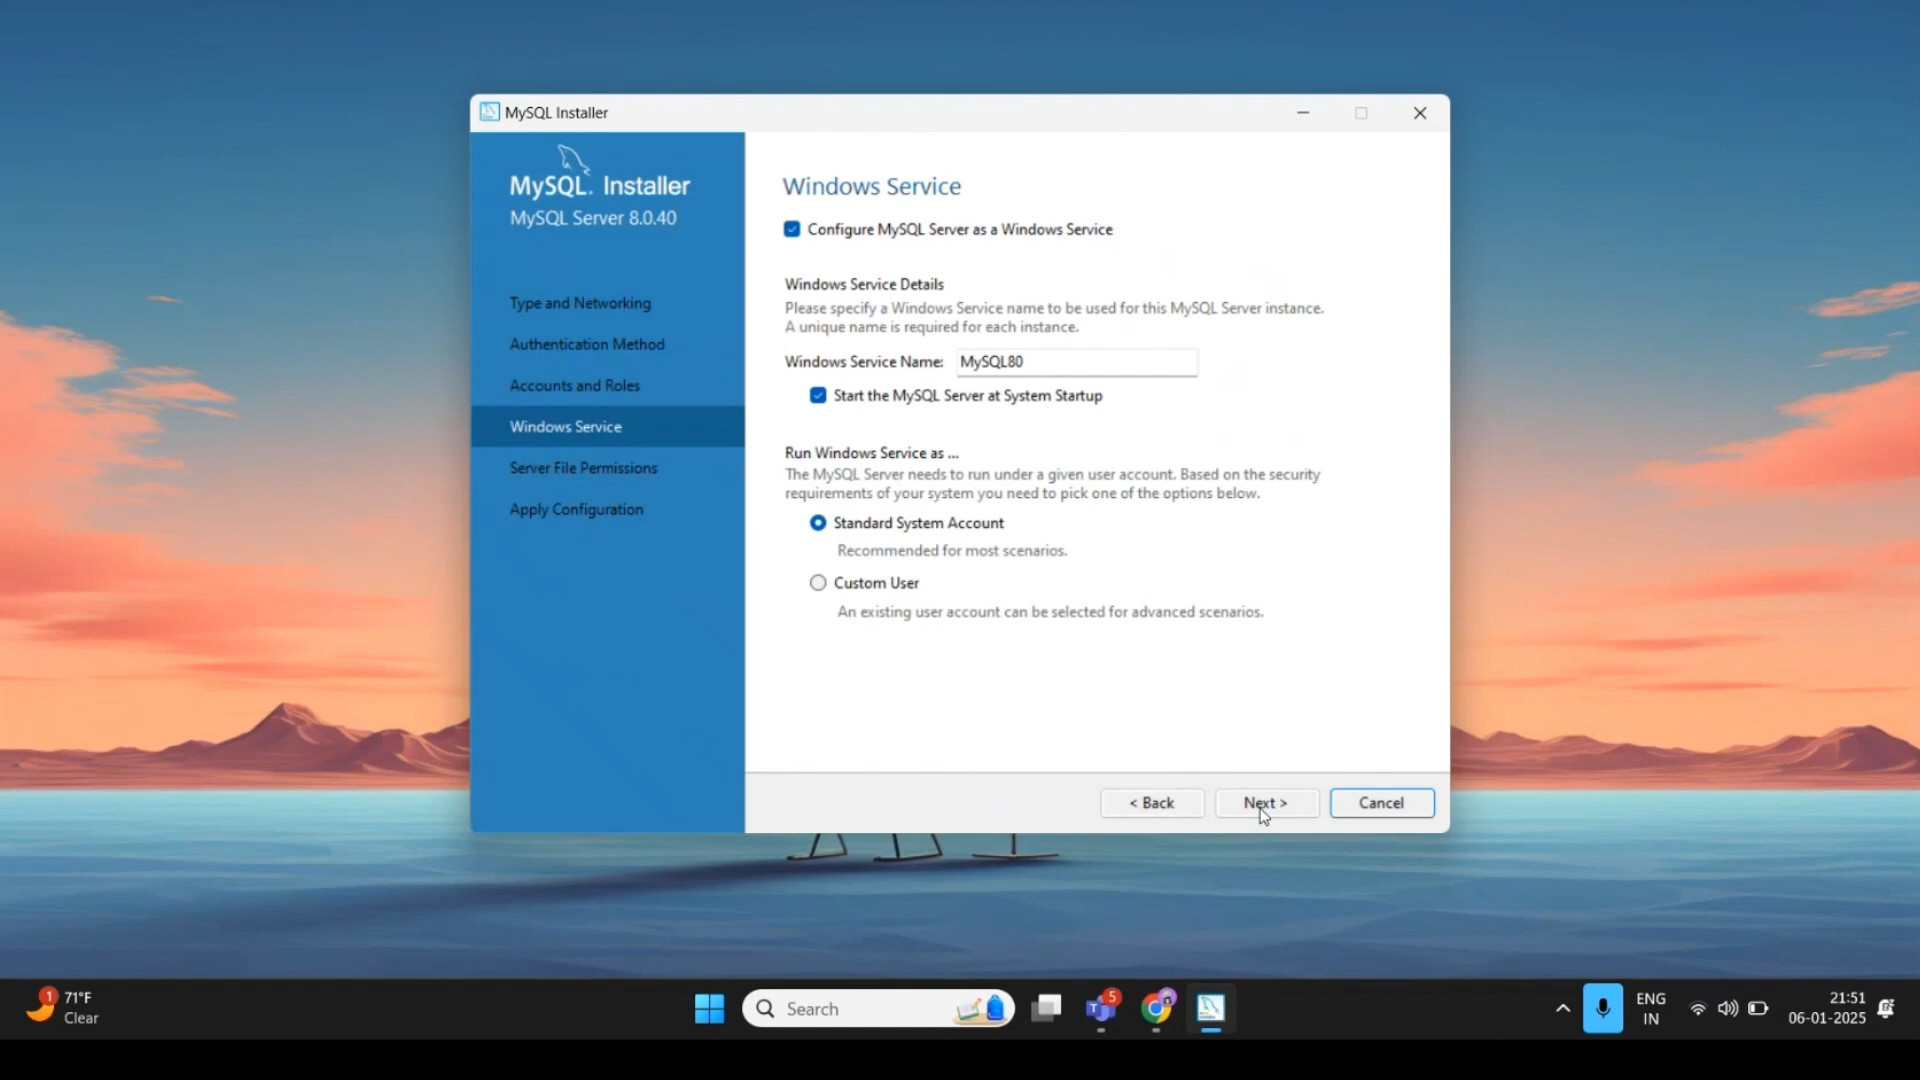 MySQL Installer
MySQL. Installer
MySQL Server 8.0.40
Type and Networking
Authentication Method
Accounts and Roles
Windows Service
Server File Permissions
Apply Configuration
Windows Service
Configure MySQL Server as a Windows Service
Windows Service Details
Please specify a Windows Service name to be used for this MySQL Server instance.
A unique name is required for each instance.
Windows Service Name: MySQL80
Start the MySQL Server at System Startup
Run Windows Service as ...
The MySQL Server needs to run under a given user account. Based on the security
requirements of your system you need to pick one of the options below.
Standard System Account
Recommended for most scenarios.
Custom User
An existing user account can be selected for advanced scenarios.
< Back
Next >
Cancel
1
71°F
Clear
Search
T
5
ENG
IN
21:51
06-01-2025